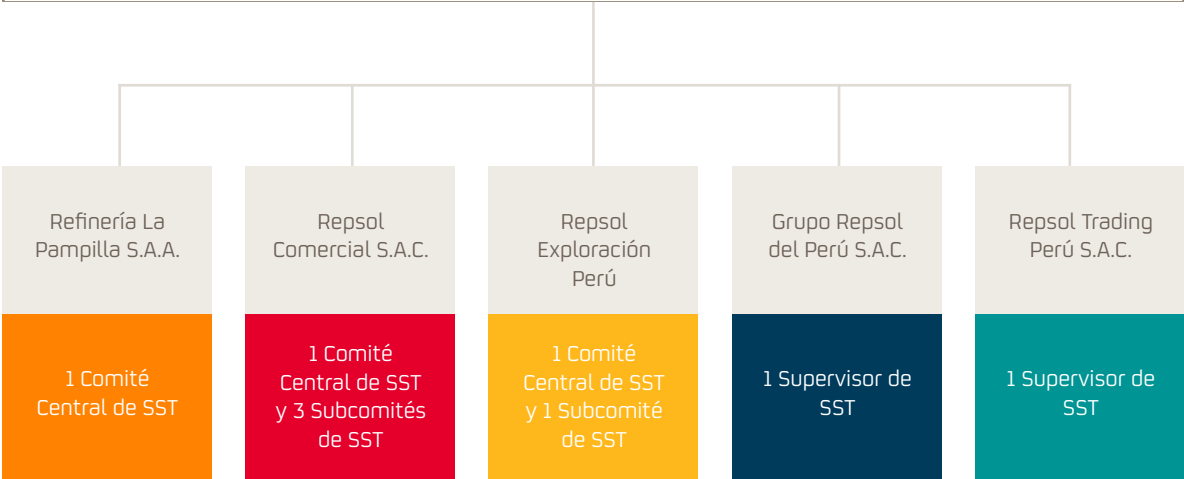 Refinería La
Pampilla S.A.A.
1 Comité
Central de SST
Repsol
Comercial S.A.C.
1 Comité
Central de SST
y 3 Subcomités
de SST
Repsol
Exploración
Perú
1 Comité
Central de SST
y 1 Subcomité
de SST
Grupo Repsol
del Perú S.A.C.
1 Supervisor de
SST
Repsol Trading
Perú S.A.C.
1 Supervisor de
SST